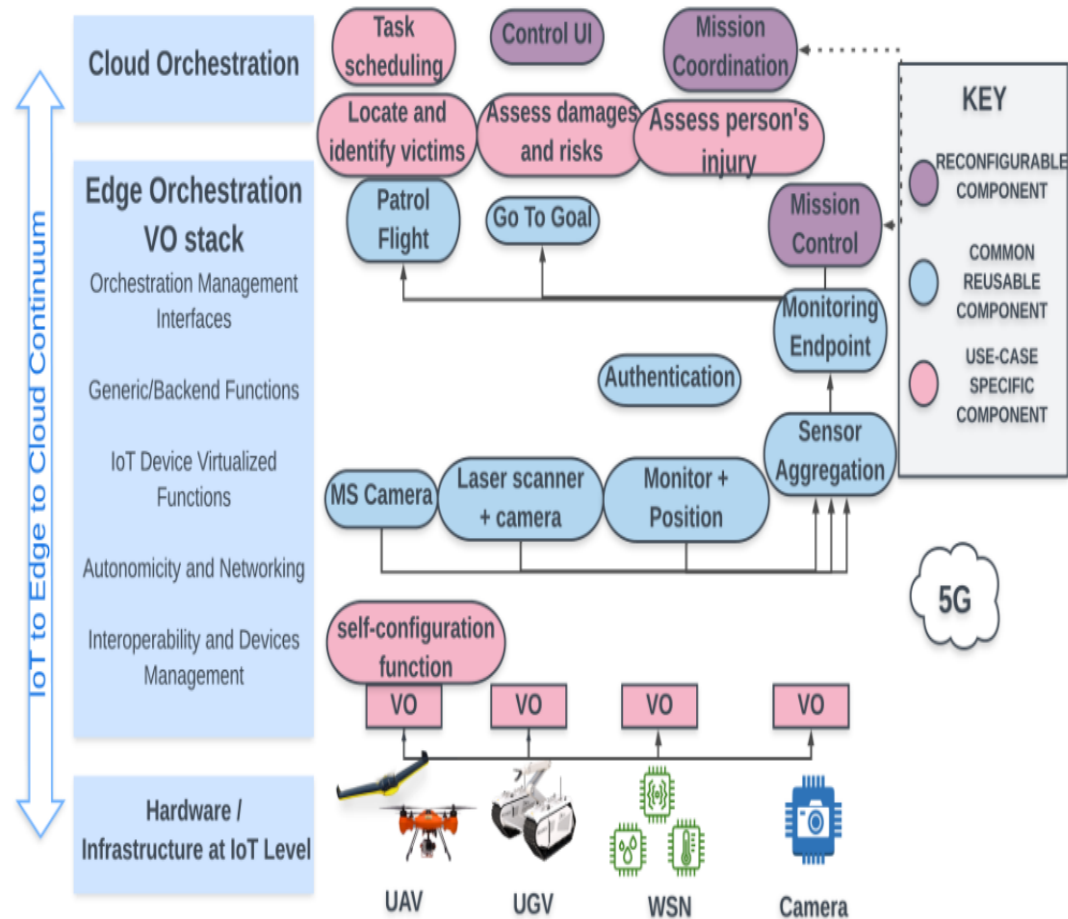 IoT to Edge to Cloud Continuum
Cloud Orchestration
Edge Orchestration
VO stack
Orchestration Management
Interfaces
Generic/Backend Functions
IoT Device Virtualized
Functions
Autonomicity and Networking
Interoperability and Devices
Management
Hardware /
Infrastructure at IoT Level
Task
scheduling
Control UI
Mission
Coordination
Locate and
identify victims
Assess damages
and risks
Assess person's
injury
Patrol
Flight
Go To Goal
Mission
Control
Monitoring
Endpoint
Authentication
Sensor
Aggregation
MS Camera
Laser scanner
+ camera
Monitor +
Position
self-configuration
function
VO
VO
VO
VO
UAV
UGV
WSN
Camera
KEY
RECONFIGURABLE
COMPONENT
COMMON
REUSABLE
COMPONENT
USE-CASE
SPECIFIC
COMPONENT
5G